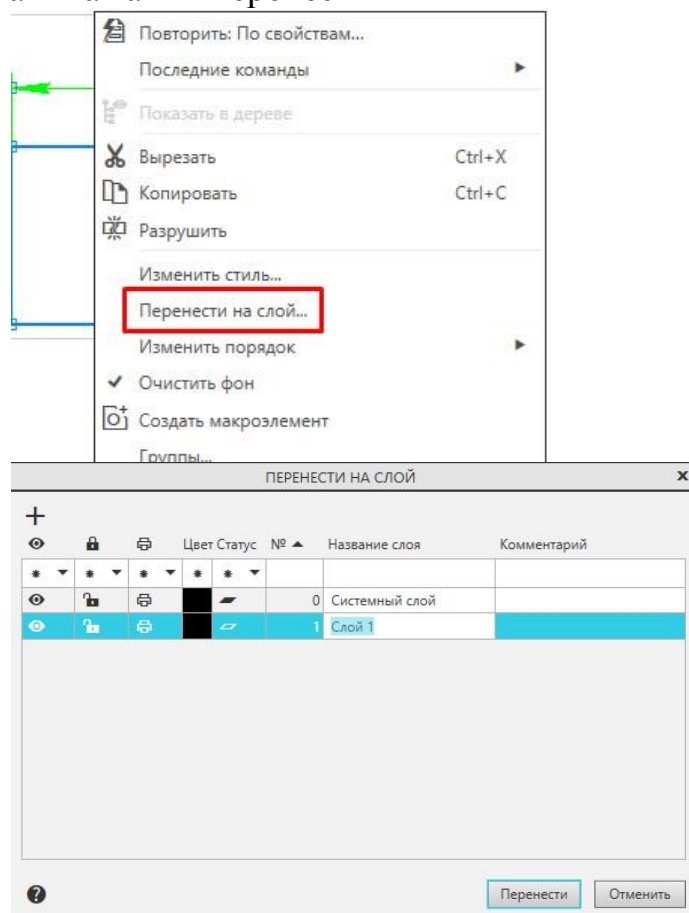 Повторить: По свойствам...
Последние команды
Показать в дереве
Вырезать Ctrl+X
Копировать Ctrl+C
Разрушить
Изменить стиль...
Перенести на слой...
Изменить порядок
Очистить фон
Создать макроэлемент
Группы...
ПЕРЕНЕСТИ НА СЛОЙ x
Цвет Статус № Название слоя Комментарий
* * * * *
0 Системный слой
1 Слой 1
Перенести Отменить